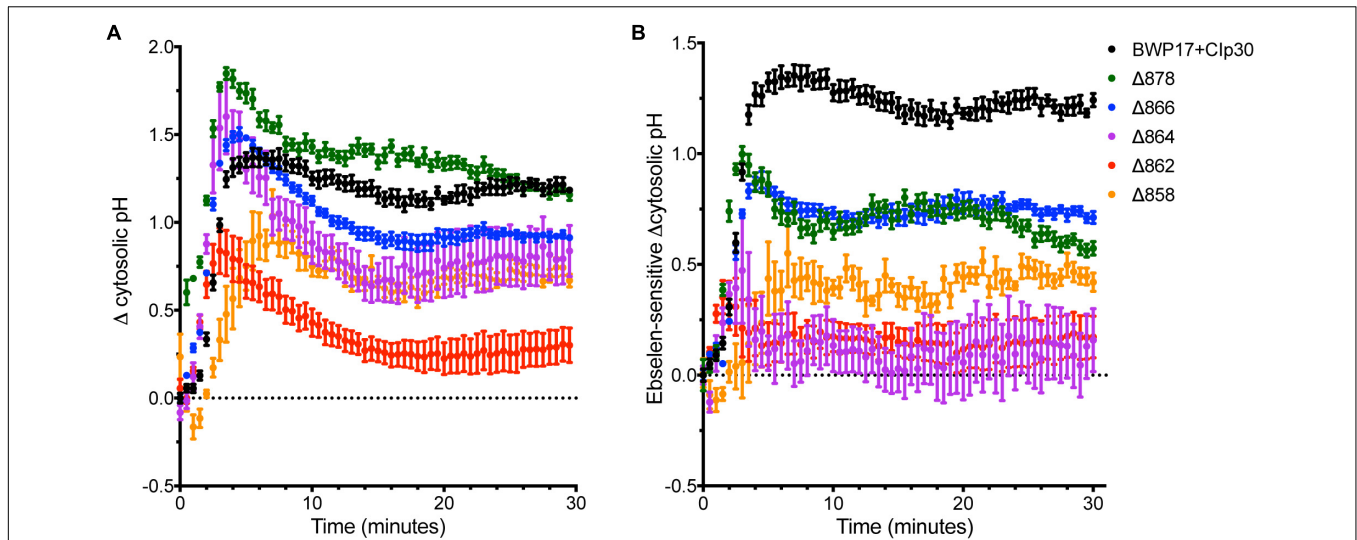 A
Δ cytosolic pH
2.0
1.5
1.0
0.5
0.0
-0.5
0
10
20
30
Time (minutes)
B
Ebselen-sensitive Δcytosolic pH
1.5
1.0
0.5
0.0
-0.5
0
10
20
30
Time (minutes)
BWP17+CIp30
Δ878
Δ866
Δ864
Δ862
Δ858